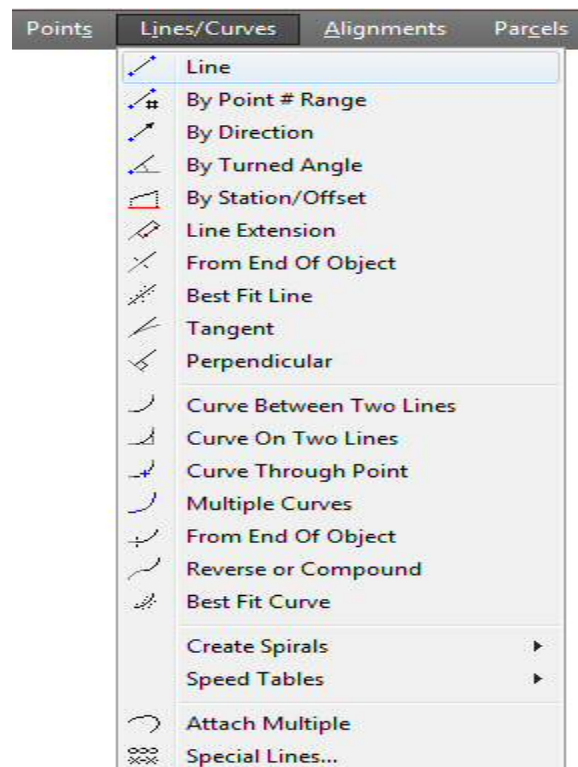 Points Lines/Curves Alignments Parcels
Line
By Point # Range
By Direction
By Turned Angle
By Station/Offset
Line Extension
From End Of Object
Best Fit Line
Tangent
Perpendicular
Curve Between Two Lines
Curve On Two Lines
Curve Through Point
Multiple Curves
From End Of Object
Reverse or Compound
Best Fit Curve
Create Spirals
Speed Tables
Attach Multiple
Special Lines...